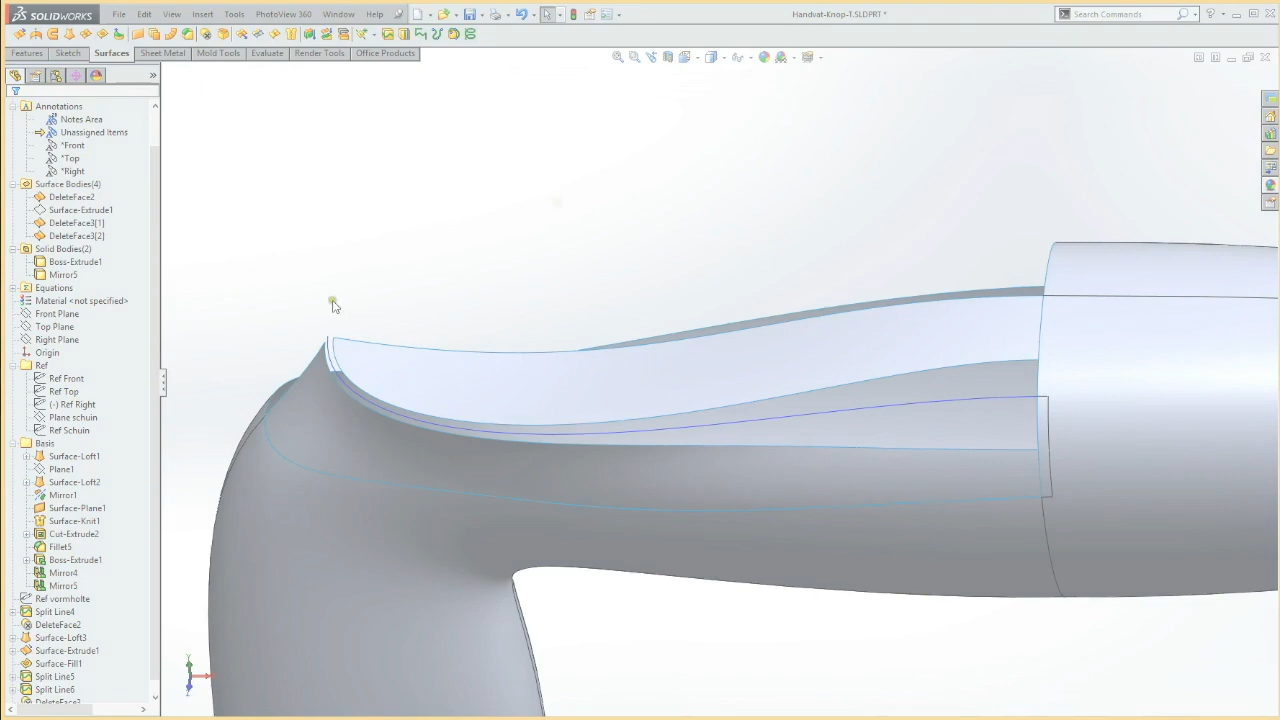 SOLIDWORKS File Edit View Insert Tools PhotoView 360 Window Help Handvat-Knop-T.SLDPRT * Search Commands
Features Sketch Surfaces Sheet Metal Mold Tools Evaluate Render Tools Office Products
Annotations
Notes Area
Unassigned Items
*Front
*Top
*Right
Surface Bodies(4)
DeleteFace2
Surface-Extrude1
DeleteFace3[1]
DeleteFace3[2]
Solid Bodies(2)
Boss-Extrude1
Mirror5
Equations
Material <not specified>
Front Plane
Top Plane
Right Plane
Origin
Ref
Ref Front
Ref Top
(-) Ref Right
Plane schuin
Ref Schuin
Basis
Surface-Loft1
Plane1
Surface-Loft2
Mirror1
Surface-Plane1
Surface-Knit1
Cut-Extrude2
Fillet5
Boss-Extrude1
Mirror4
Mirror5
Ref vormholte
Split Line4
DeleteFace2
Surface-Loft3
Surface-Extrude1
Surface-Fill1
Split Line5
Split Line6
DeleteFace3